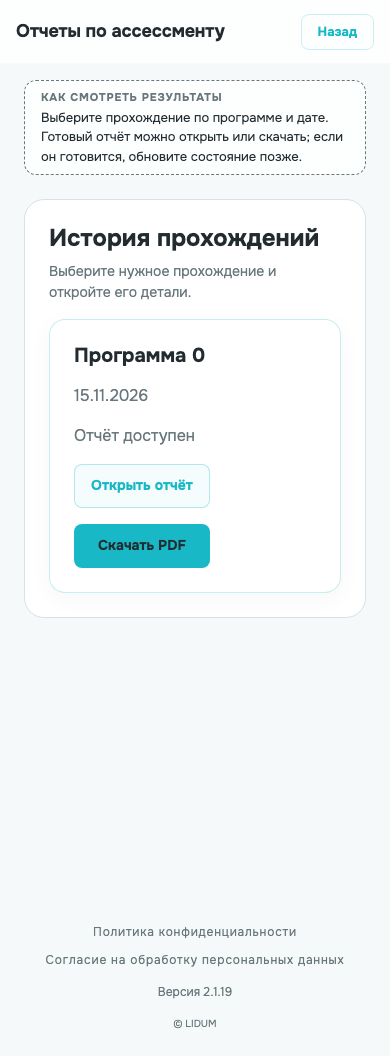 Отчеты по ассессменту
Назад
КАК СМОТРЕТЬ РЕЗУЛЬТАТЫ
Выберите прохождение по программе и дате.
Готовый отчёт можно открыть или скачать; если
он готовится, обновите состояние позже.
История прохождений
Выберите нужное прохождение и
откройте его детали.
Программа 0
15.11.2026
Отчёт доступен
Открыть отчёт
Скачать PDF
Политика конфиденциальности
Согласие на обработку персональных данных
Версия 2.1.19
© LIDUM